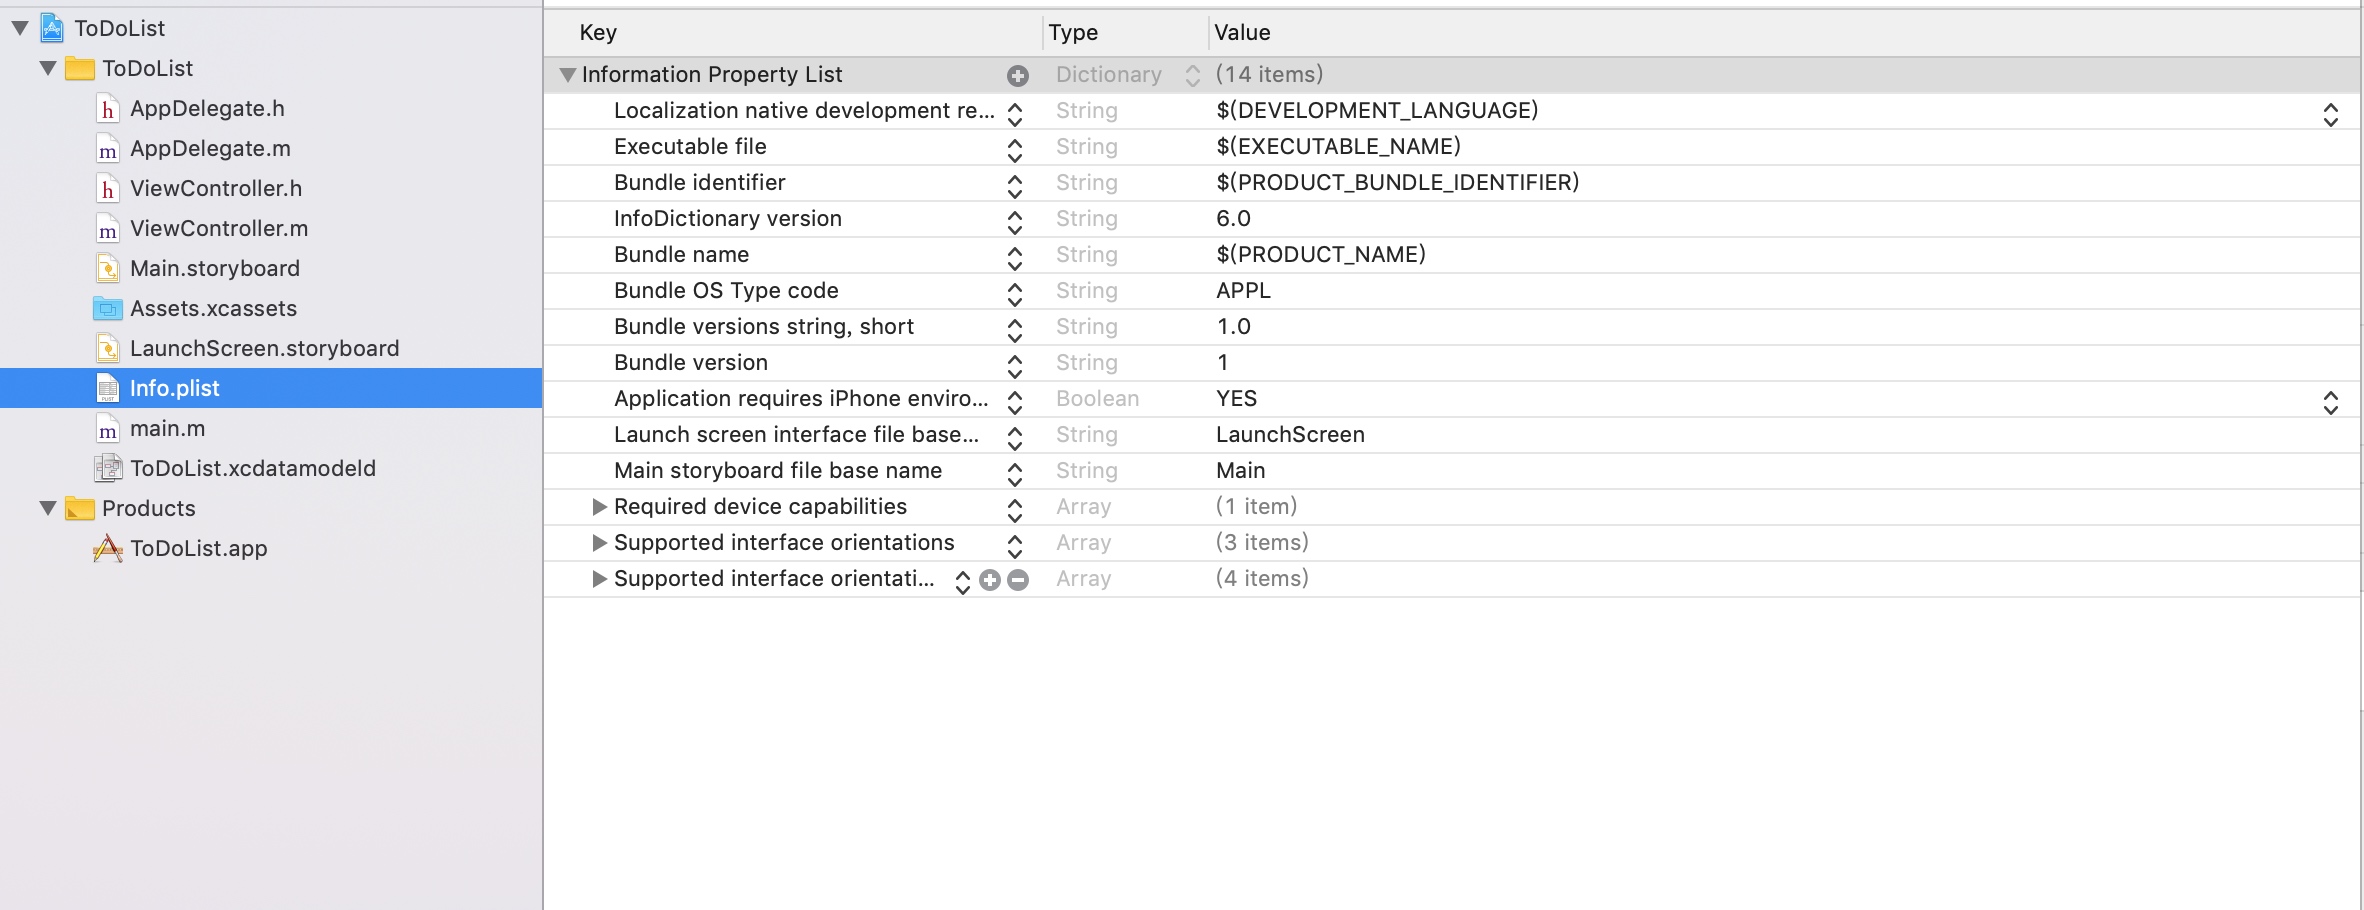 ToDoList
ToDoList
AppDelegate.h
AppDelegate.m
ViewController.h
ViewController.m
Main.storyboard
Assets.xcassets
LaunchScreen.storyboard
Info.plist
main.m
ToDoList.xcdatamodeld
Products
ToDoList.app
Key Type Value
Information Property List Dictionary (14 items)
Localization native development re... String $(DEVELOPMENT_LANGUAGE)
Executable file String $(EXECUTABLE_NAME)
Bundle identifier String $(PRODUCT_BUNDLE_IDENTIFIER)
InfoDictionary version String 6.0
Bundle name String $(PRODUCT_NAME)
Bundle OS Type code String APPL
Bundle versions string, short String 1.0
Bundle version String 1
Application requires iPhone enviro... Boolean YES
Launch screen interface file base... String LaunchScreen
Main storyboard file base name String Main
Required device capabilities Array (1 item)
Supported interface orientations Array (3 items)
Supported interface orientati... Array (4 items)